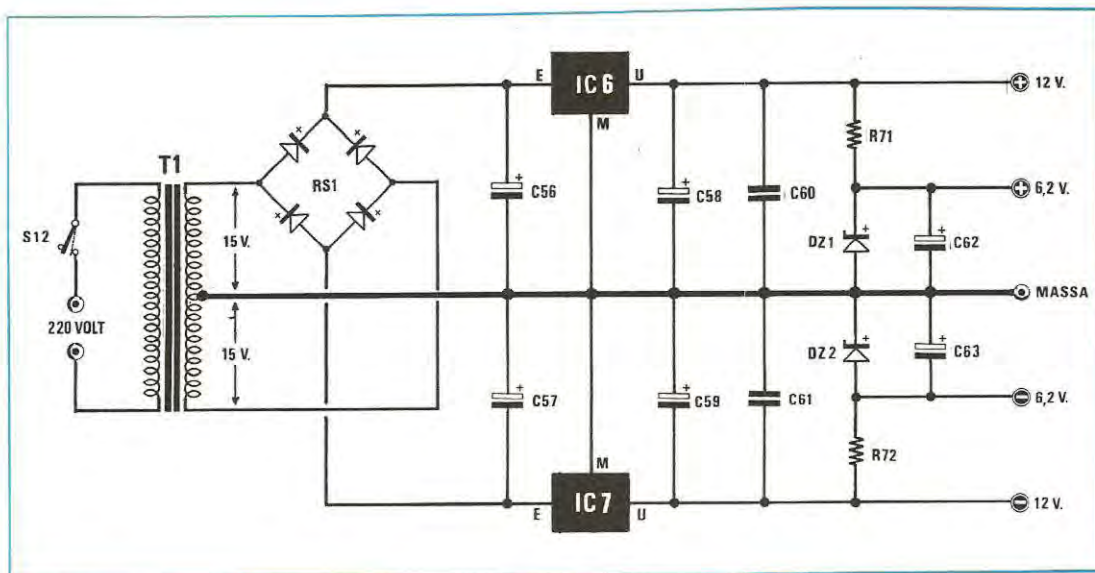 T1
S12
220 VOLT
15 V.
15 V.
RS1
E
IC6
U
M
C56
C57
C58
C59
C60
C61
M
E
IC7
U
R71
DZ1
C62
DZ2
C63
R72
12 V.
6,2 V.
MASSA
6,2 V.
12 V.